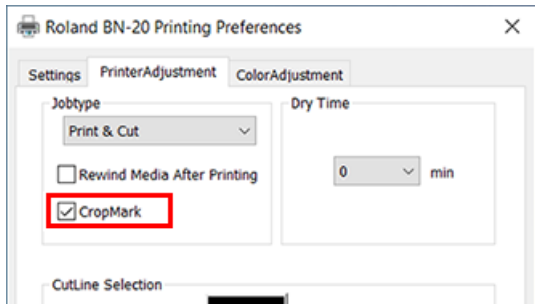 Roland BN-20 Printing Preferences
Settings PrinterAdjustment ColorAdjustment
Jobtype
Print & Cut
Rewind Media After Printing
CropMark
Dry Time
0 min
CutLine Selection